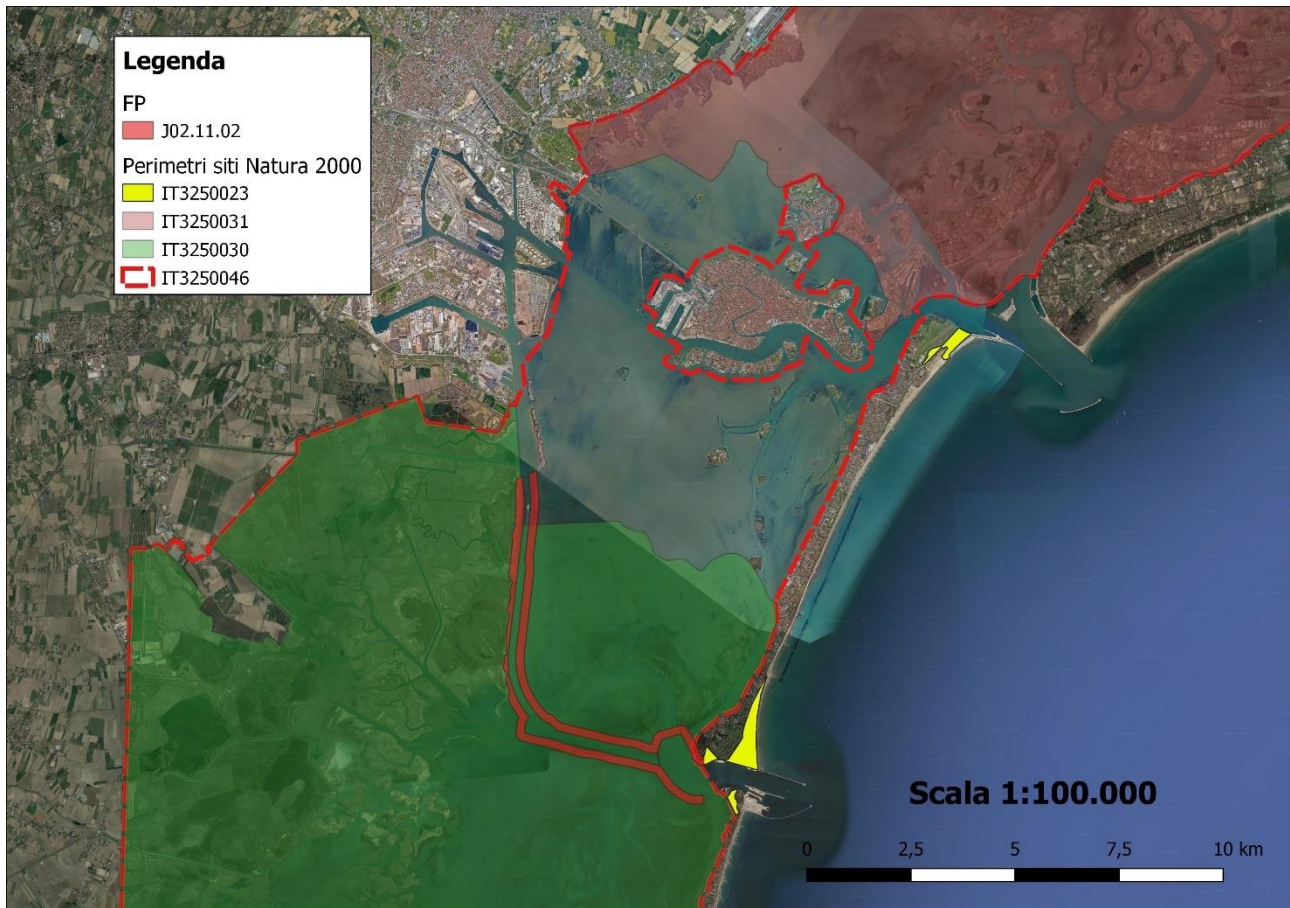 Legenda
FP
J02.11.02
Perimetri siti Natura 2000
IT3250023
IT3250031
IT3250030
IT3250046
Scala 1:100.000
0 2,5 5 7,5 10 km